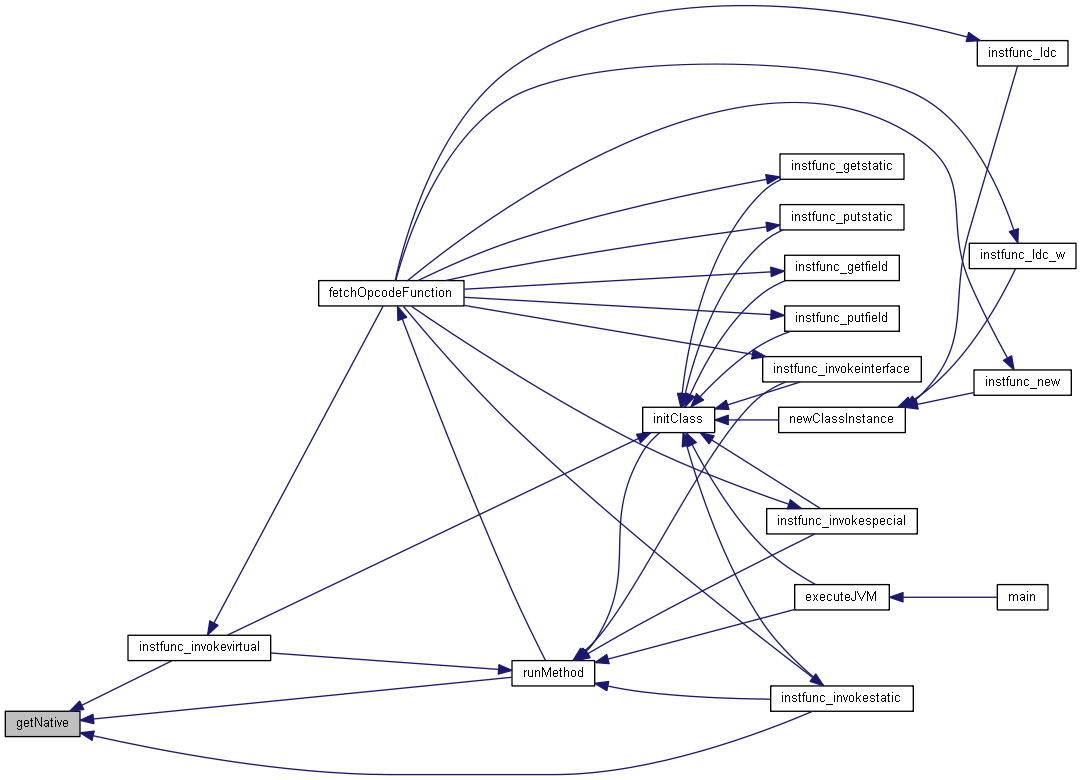 instfunc_ldc
instfunc_getstatic
instfunc_putstatic
instfunc_ldc_w
instfunc_getfield
fetchOpcodeFunction
instfunc_putfield
instfunc_invokeinterface
instfunc_new
initClass
newClassInstance
instfunc_invokespecial
executeJVM
main
instfunc_invokevirtual
runMethod
instfunc_invokestatic
getNative